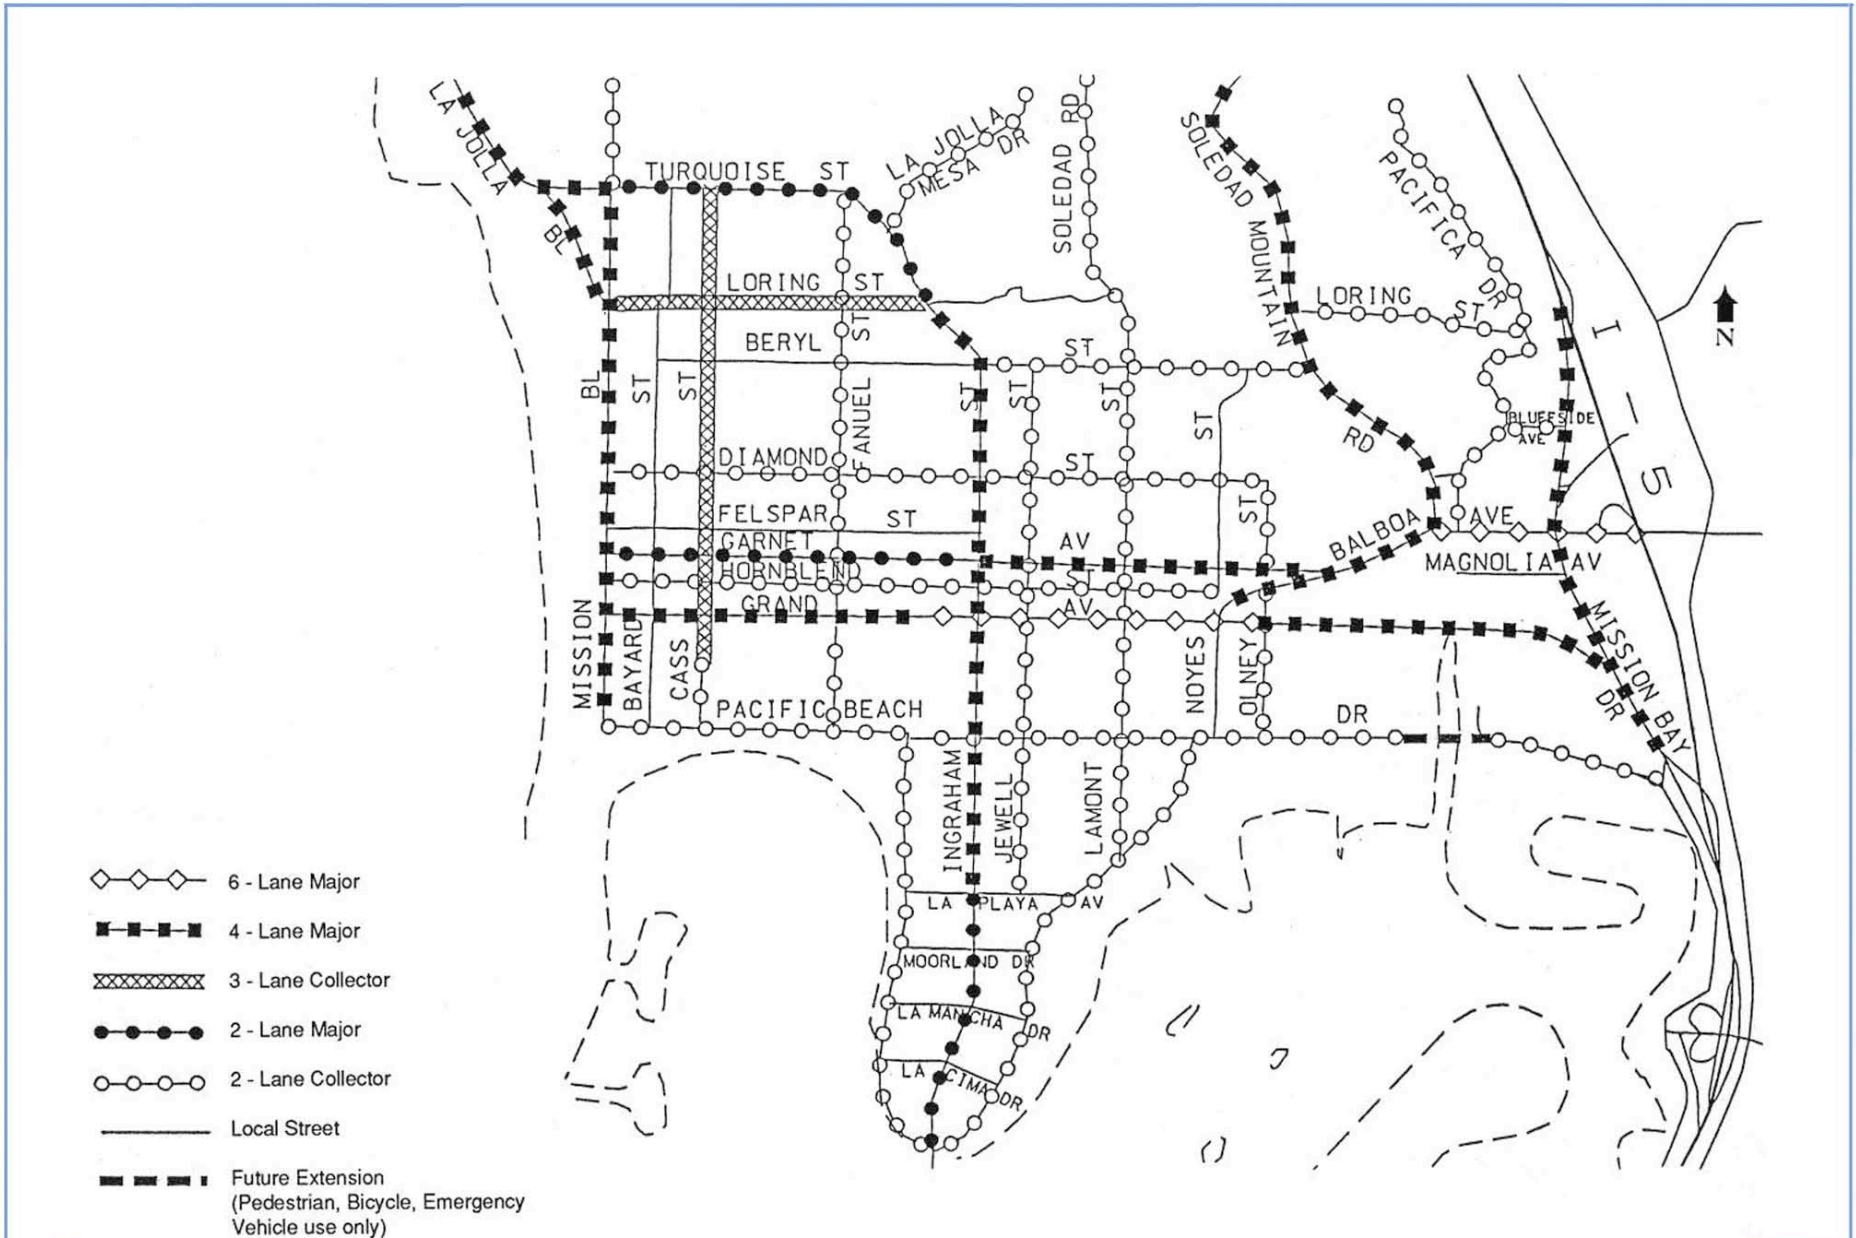 LA JOLLA
BL
TURQUOISE ST
LA JOLLA
MESA DR
SOLEDAD RD
SOLEDAD MOUNTAIN
RD
PACIFICA DR
LORING ST
LORING ST
I-5
N
BERYL ST
BL
ST
ST
ST
FANUEL
ST
ST
ST
ST
BLUFFSIDE
AVE
DIAMOND ST
ST
FELSPAR ST
GARNET AV
BALBOA AVE
HORNBLEND ST
MAGNOLIA AV
GRAND AV
MISSION
BAYARD
CASS
NOYES
OLNEY
MISSION BAY
DR
PACIFIC BEACH DR
INGRAHAM
JEWELL
LAMONT
LA PLAYA AV
MOORLAND DR
LA MANCHA DR
LA CIMA DR
6 - Lane Major
4 - Lane Major
3 - Lane Collector
2 - Lane Major
2 - Lane Collector
Local Street
Future Extension
(Pedestrian, Bicycle, Emergency
Vehicle use only)